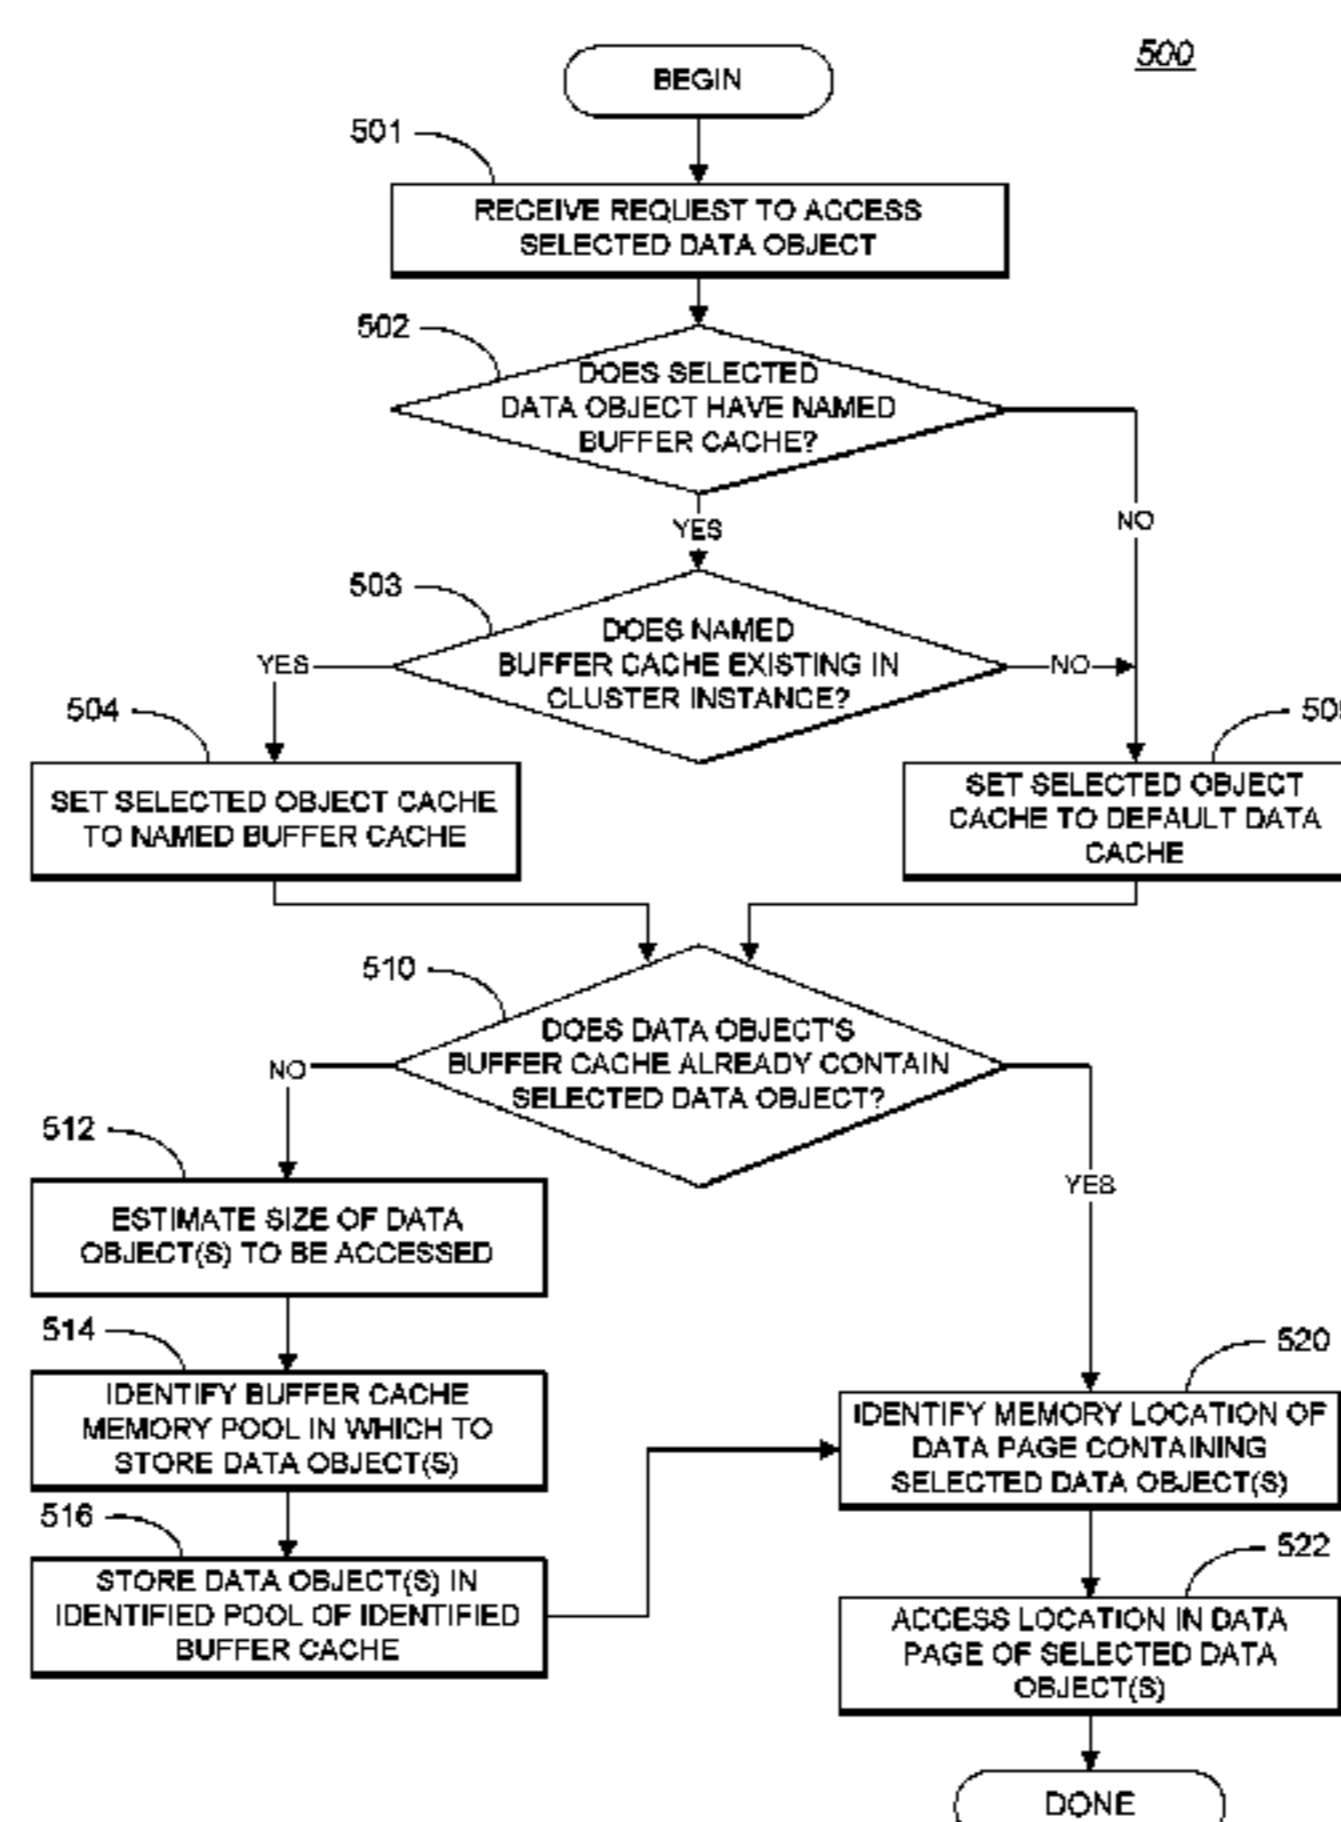 500
BEGIN
501
RECEIVE REQUEST TO ACCESS
SELECTED DATA OBJECT
502
DOES SELECTED
DATA OBJECT HAVE NAMED
BUFFER CACHE?
NO
YES
503
DOES NAMED
BUFFER CACHE EXISTING IN
CLUSTER INSTANCE?
YES
NO
504
SET SELECTED OBJECT CACHE
TO NAMED BUFFER CACHE
SET SELECTED OBJECT
CACHE TO DEFAULT DATA
CACHE
510
DOES DATA OBJECT'S
BUFFER CACHE ALREADY CONTAIN
SELECTED DATA OBJECT?
NO
YES
512
ESTIMATE SIZE OF DATA
OBJECT(S) TO BE ACCESSED
514
IDENTIFY BUFFER CACHE
MEMORY POOL IN WHICH TO
STORE DATA OBJECT(S)
516
STORE DATA OBJECT(S) IN
IDENTIFIED POOL OF IDENTIFIED
BUFFER CACHE
520
IDENTIFY MEMORY LOCATION OF
DATA PAGE CONTAINING
SELECTED DATA OBJECT(S)
522
ACCESS LOCATION IN DATA
PAGE OF SELECTED DATA
OBJECT(S)
DONE